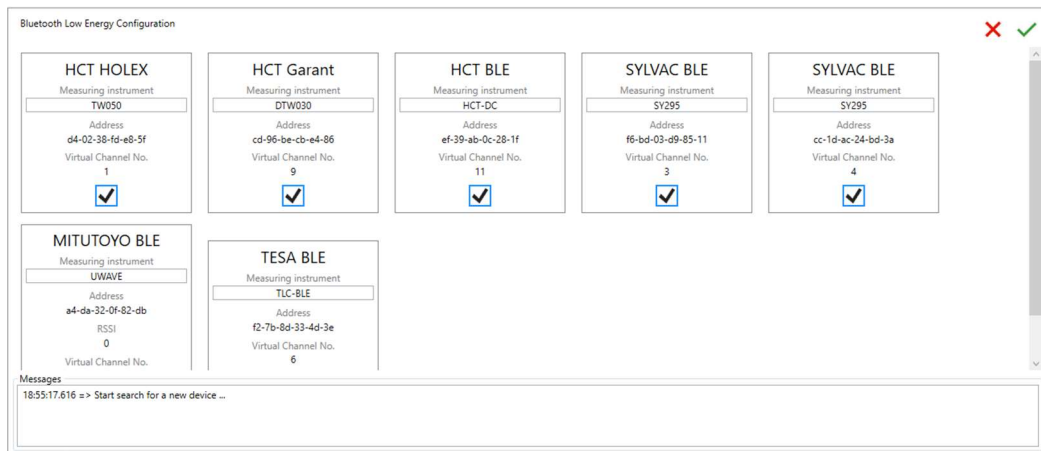 Bluetooth Low Energy Configuration
HCT HOLEX
Measuring instrument
TW050
Address
d4-02-38-fd-e8-5f
Virtual Channel No.
1
HCT Garant
Measuring instrument
DTW030
Address
cd-96-be-cb-e4-86
Virtual Channel No.
9
HCT BLE
Measuring instrument
HCT-DC
Address
ef-39-ab-0c-28-1f
Virtual Channel No.
11
SYLVAC BLE
Measuring instrument
SY295
Address
f6-bd-03-d9-85-11
Virtual Channel No.
3
SYLVAC BLE
Measuring instrument
SY295
Address
cc-1d-ac-24-bd-3a
Virtual Channel No.
4
MITUTOYO BLE
Measuring instrument
UWAVE
Address
a4-da-32-0f-82-db
RSSI
0
Virtual Channel No.
TESA BLE
Measuring instrument
TLC-BLE
Address
f2-7b-8d-33-4d-3e
Virtual Channel No.
6
Messages
18:55:17.616 => Start search for a new device ...